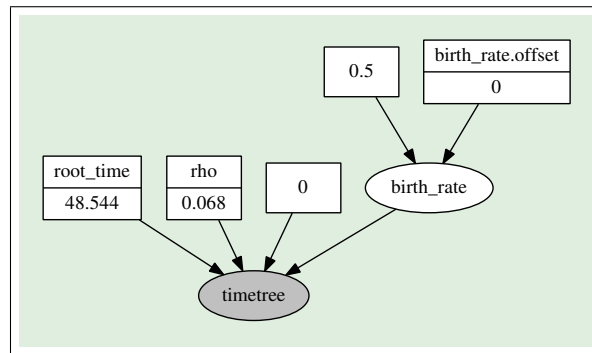 birth_rate.offset
0.5
0
root_time
rho
48.544
0.068
0
birth_rate
timetree